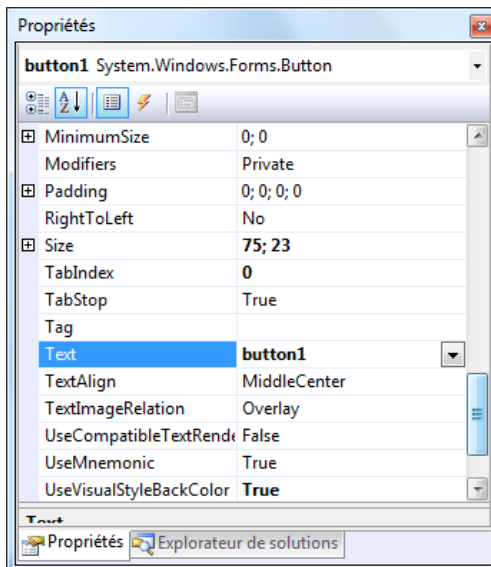 Propriétés
button1 System.Windows.Forms.Button
MinimumSize 0; 0
Modifiers Private
Padding 0; 0; 0; 0
RightToLeft No
Size 75; 23
TabIndex 0
TabStop True
Tag
Text button1
TextAlign MiddleCenter
TextImageRelation Overlay
UseCompatibleTextRende False
UseMnemonic True
UseVisualStyleBackColor True
Text
Propriétés Explorateur de solutions